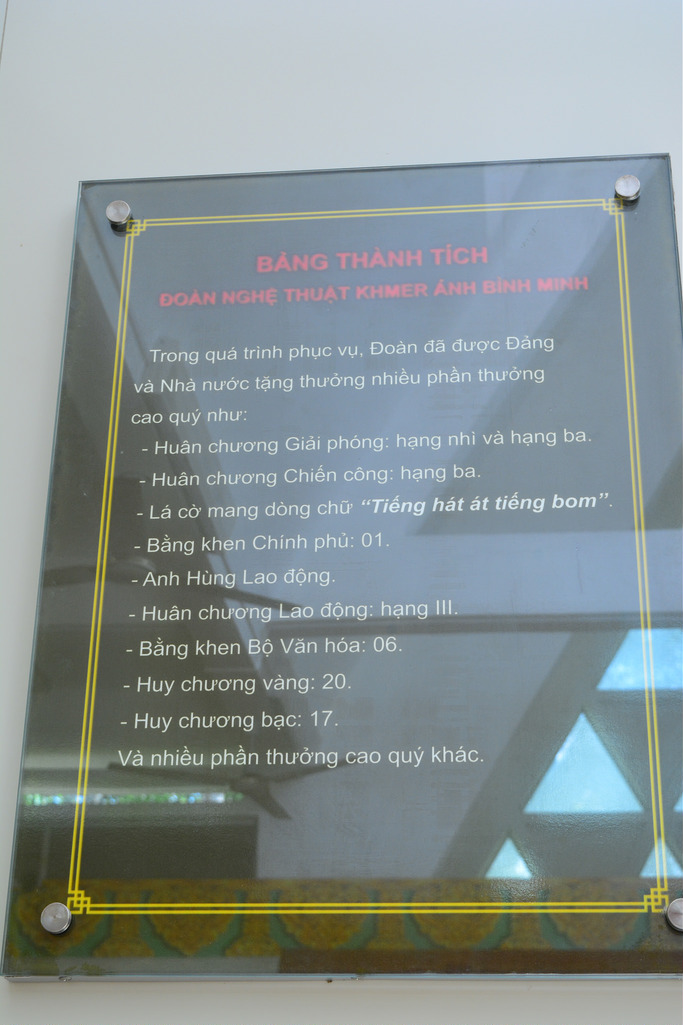 BẢNG THÀNH TÍCH
ĐOÀN NGHỆ THUẬT KHMER ÁNH BÌNH MINH
Trong quá trình phục vụ, Đoàn đã được Đảng
và Nhà nước tặng thưởng nhiều phần thưởng
cao quý như:
- Huân chương Giải phóng: hạng nhì và hạng ba.
- Huân chương Chiến công: hạng ba.
- Lá cờ mang dòng chữ “Tiếng hát át tiếng bom”.
- Bằng khen Chính phủ: 01.
- Anh Hùng Lao động.
- Huân chương Lao động: hạng III.
- Bằng khen Bộ Văn hóa: 06.
- Huy chương vàng: 20.
- Huy chương bạc: 17.
Và nhiều phần thưởng cao quý khác.